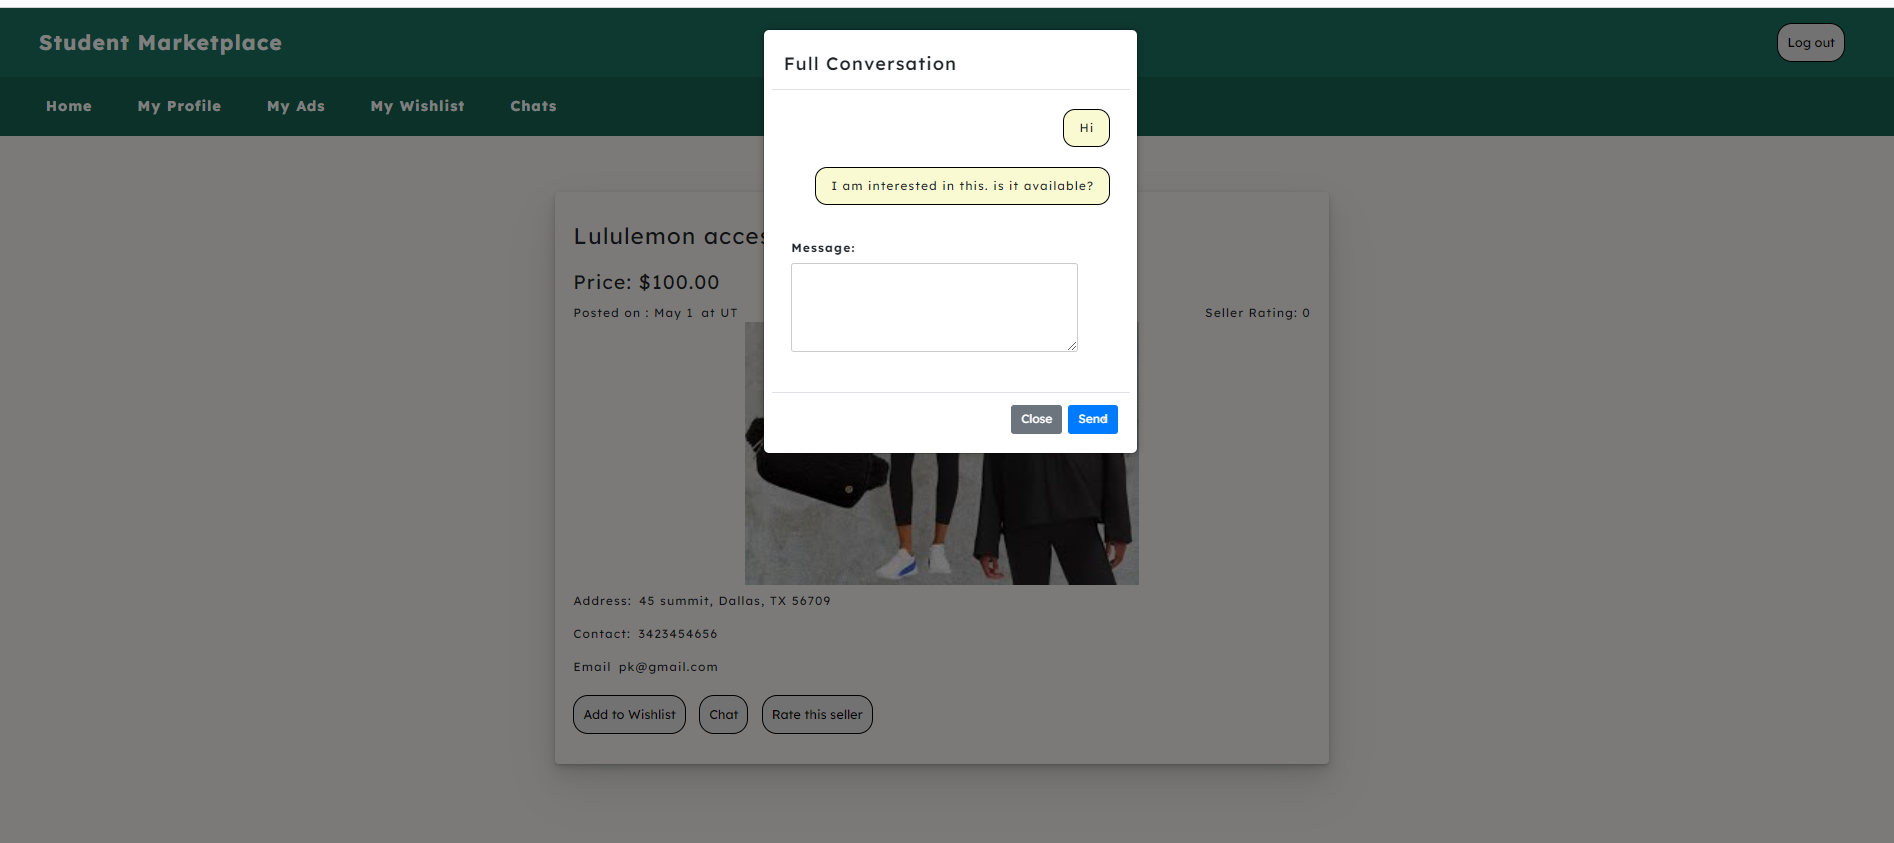 Student Marketplace
Log out
Home My Profile My Ads My Wishlist Chats
Full Conversation
Hi
I am interested in this. is it available?
Message:
Close Send
Lululemon
Price: $100.00
Posted on : May 1 at UT
Seller Rating: 0
Address: 45 summit, Dallas, TX 56709
Contact: 3423454656
Email pk@gmail.com
Add to Wishlist Chat Rate this seller